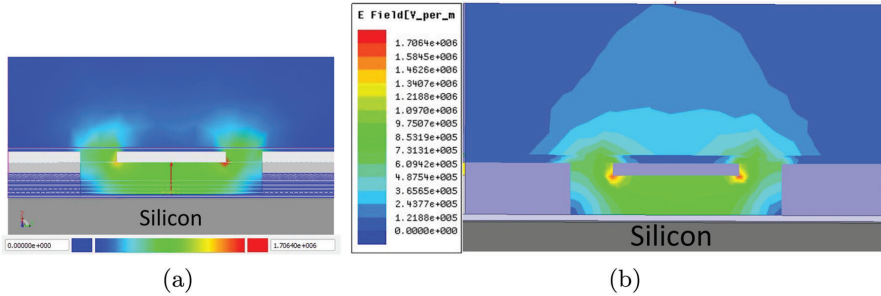 Silicon
0.00000e+000
1.70640e+006
(a)
E Field[V_per_m
1.7064e+006
1.5845e+006
1.4626e+006
1.3407e+006
1.2188e+006
1.0970e+006
9.7507e+005
8.5319e+005
7.3131e+005
6.0942e+005
4.8754e+005
3.6565e+005
2.4377e+005
1.2188e+005
0.0000e+000
Silicon
(b)